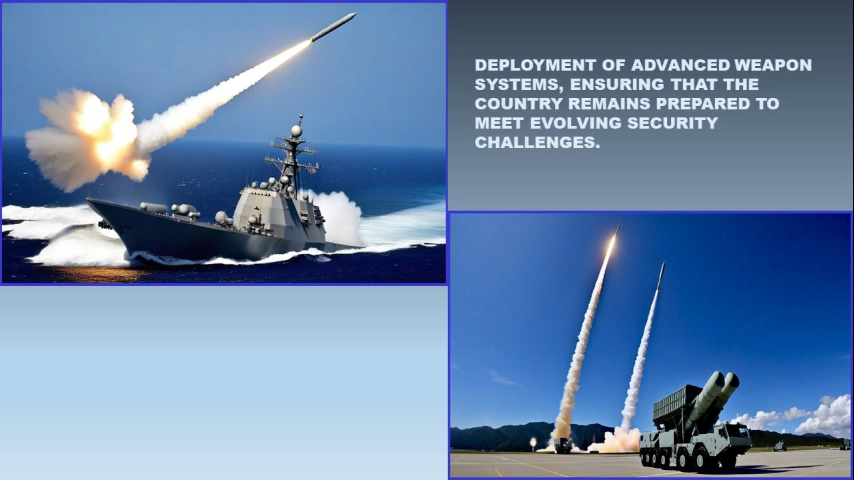 DEPLOYMENT OF ADVANCED WEAPON
SYSTEMS, ENSURING THAT THE
COUNTRY REMAINS PREPARED TO
MEET EVOLVING SECURITY
CHALLENGES.